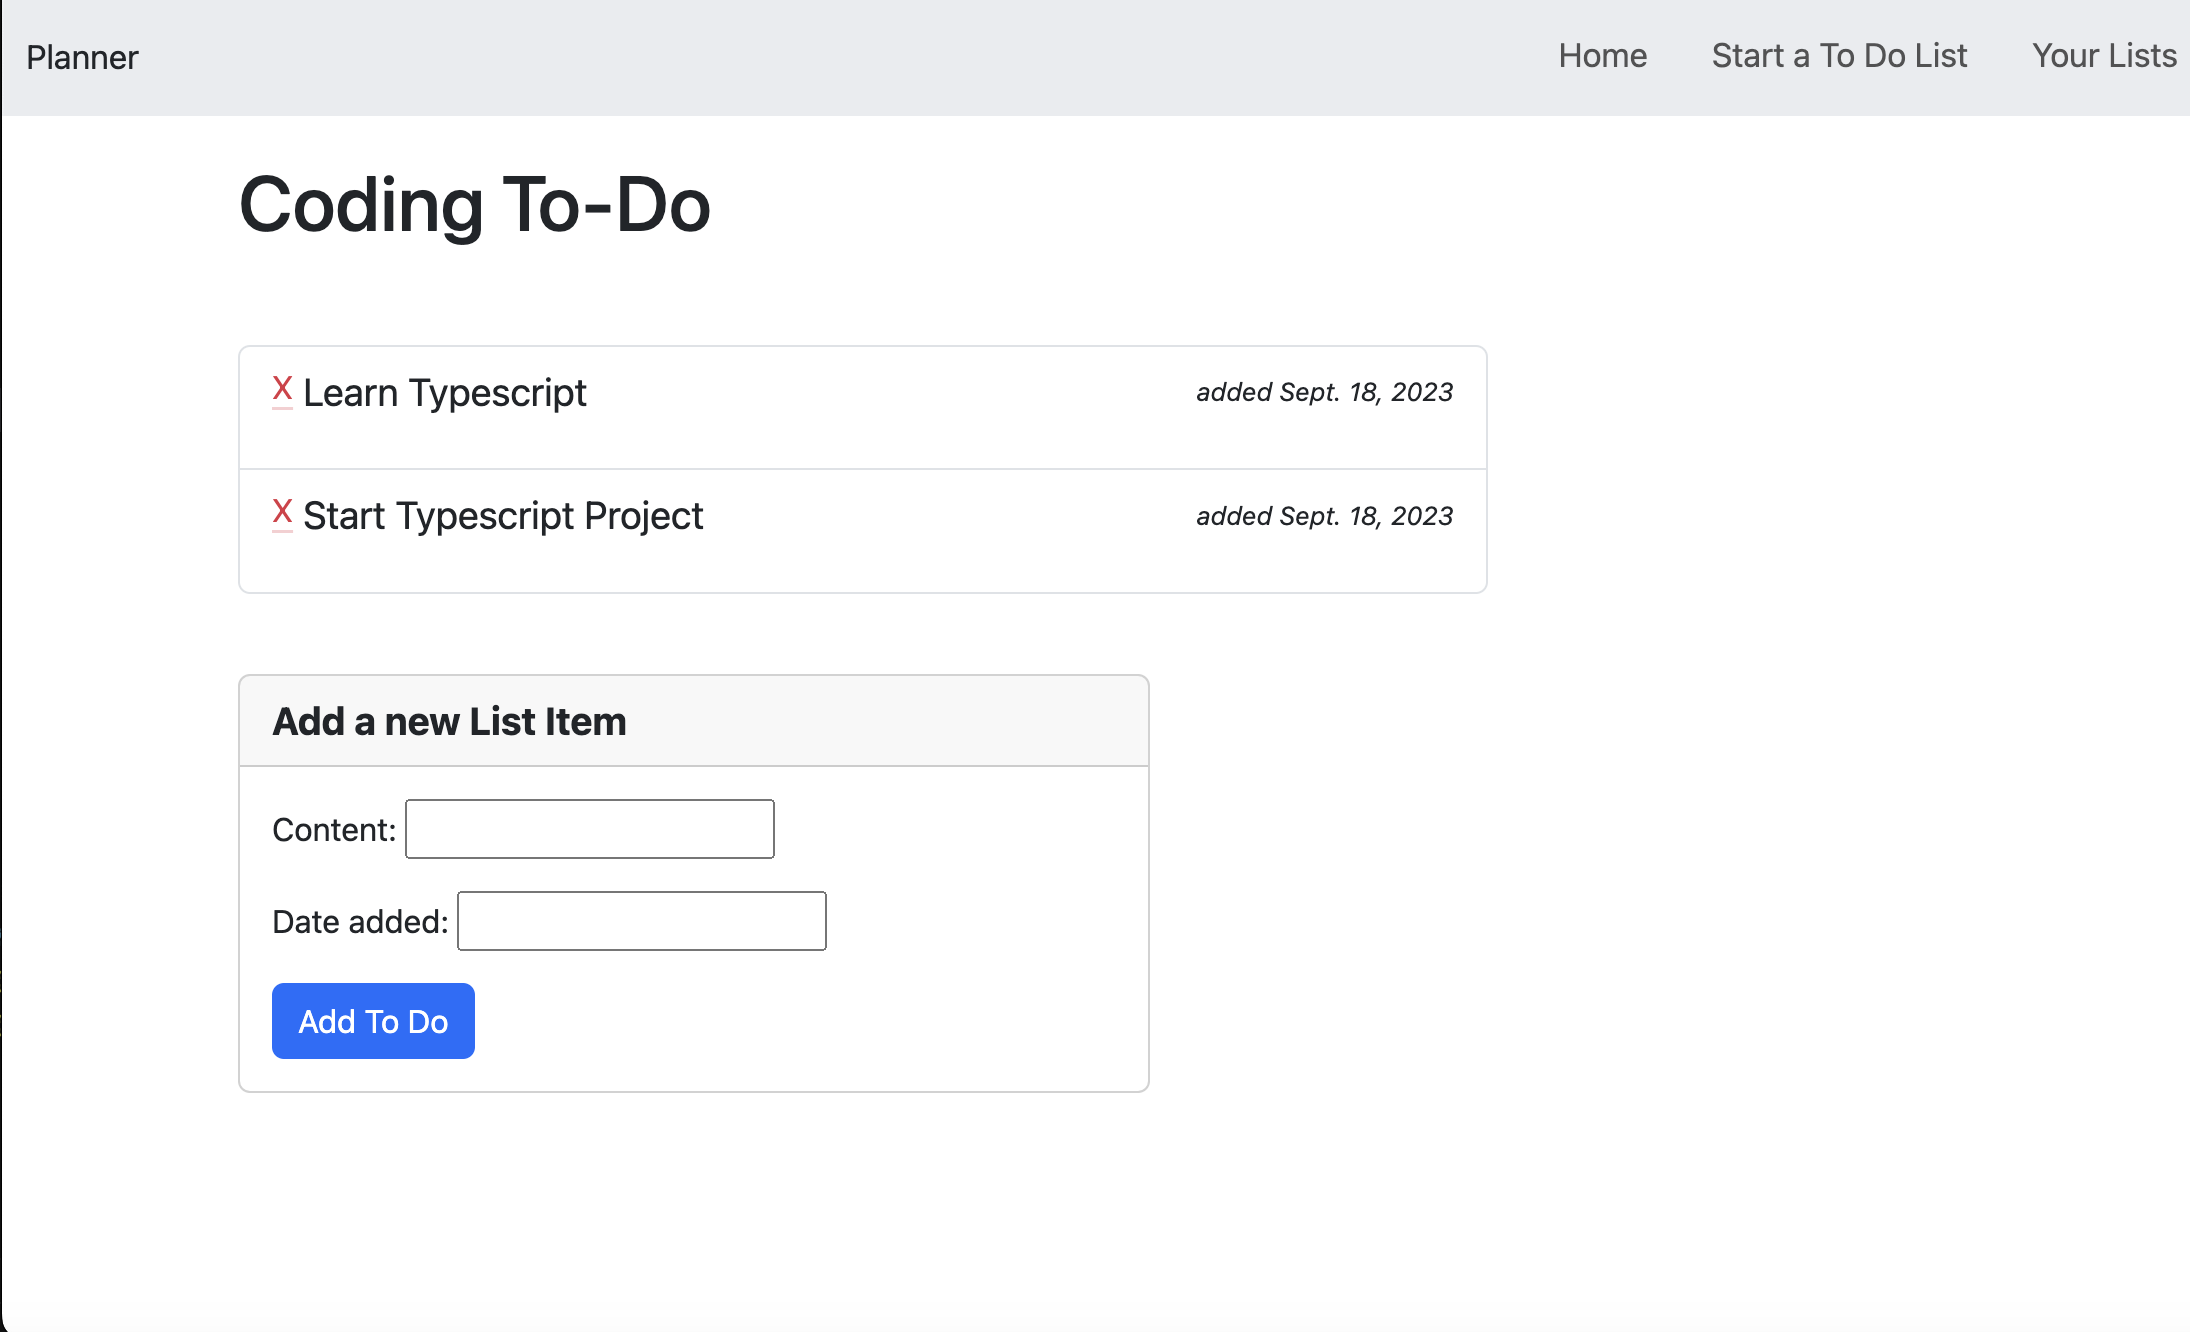 Planner Home Start a To Do List Your Lists
Coding To-Do
X Learn Typescript added Sept. 18, 2023
X Start Typescript Project added Sept. 18, 2023
Add a new List Item
Content:
Date added:
Add To Do